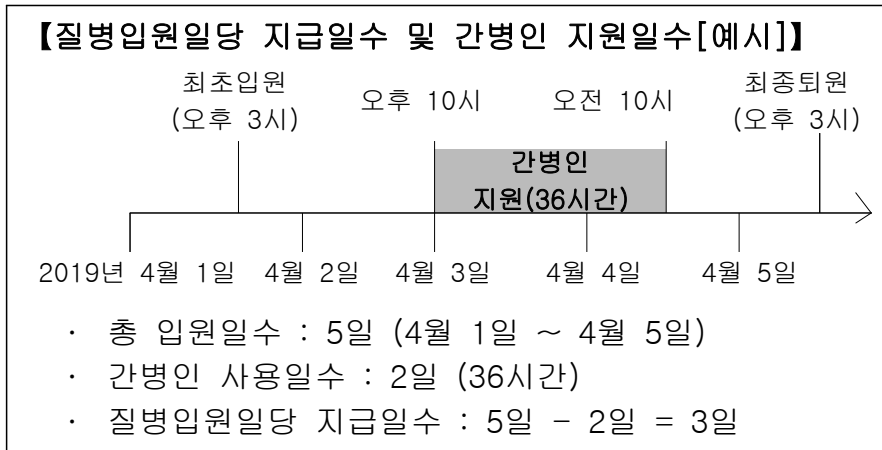 【질병입원일당 지급일수 및 간병인 지원일수[예시]】
최초입원
(오후 3시)
오후 10시
오전 10시
최종퇴원
(오후 3시)
간병인
지원(36시간)
2019년 4월 1일 4월 2일 4월 3일 4월 4일 4월 5일
· 총 입원일수 : 5일 (4월 1일 ~ 4월 5일)
· 간병인 사용일수 : 2일 (36시간)
· 질병입원일당 지급일수 : 5일 - 2일 = 3일